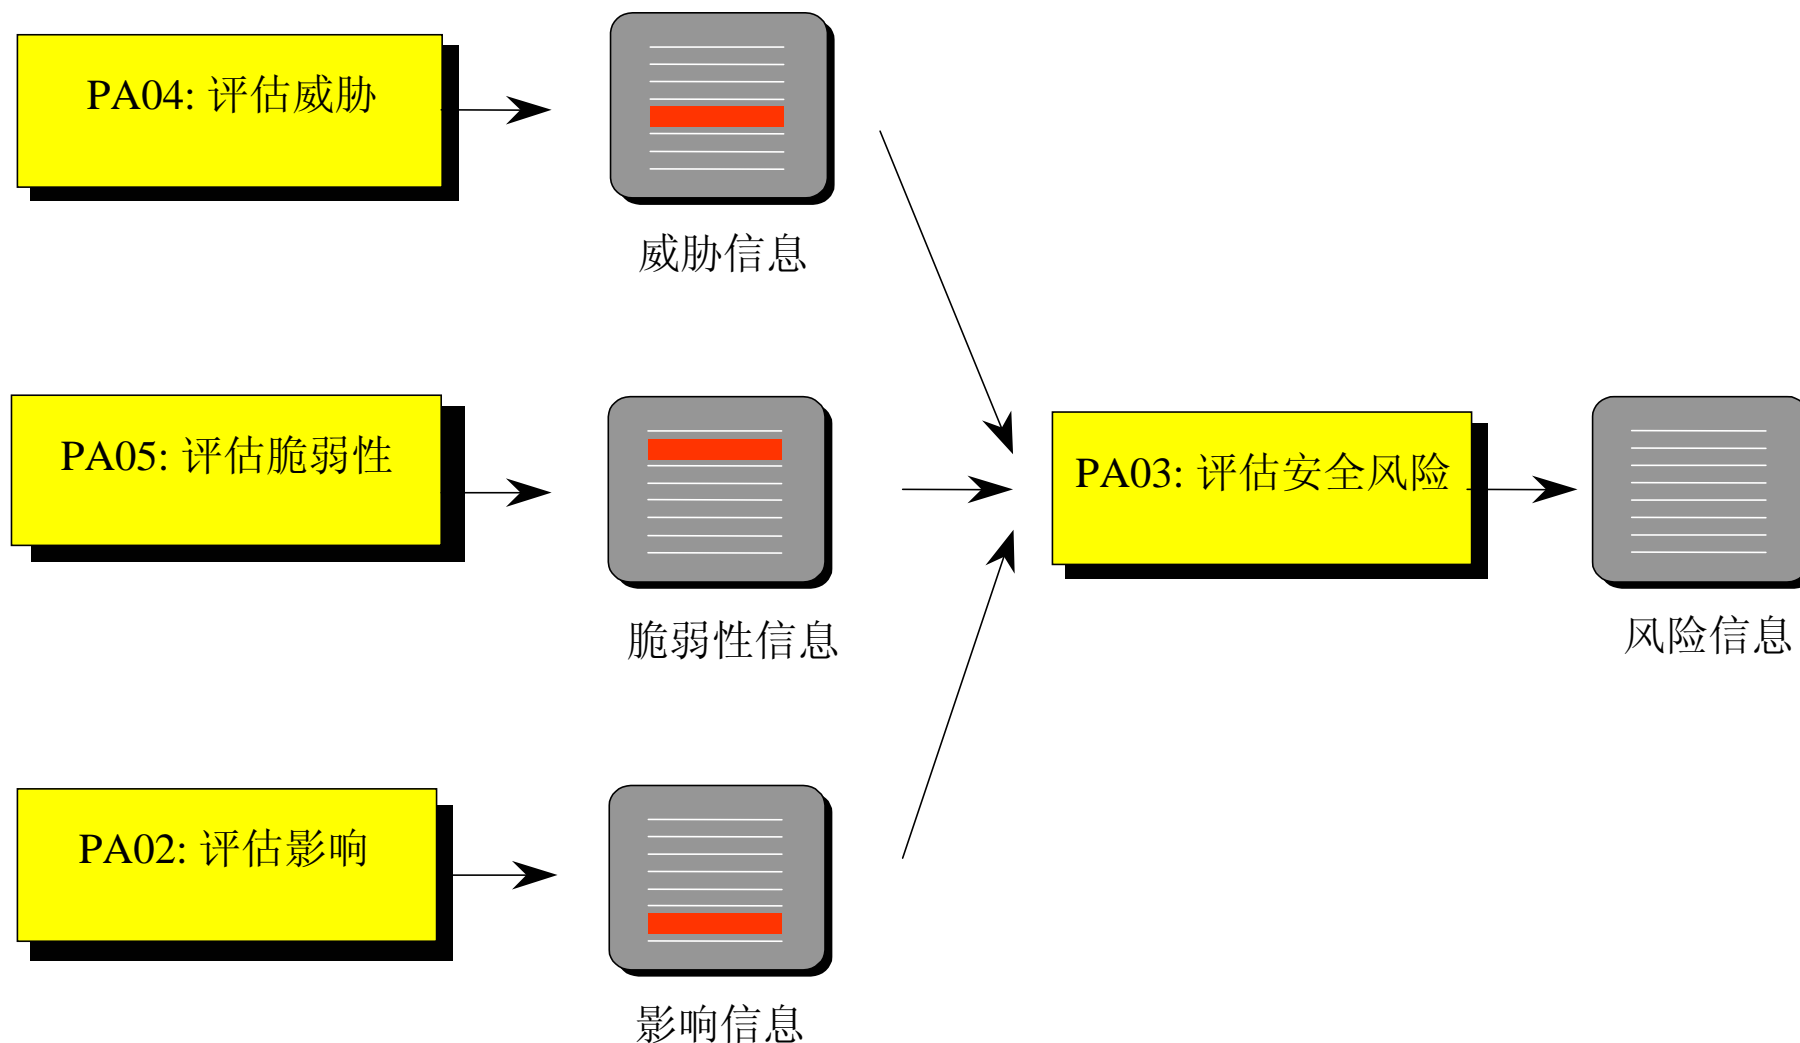 PA04: 评估威胁
威胁信息
PA05: 评估脆弱性
脆弱性信息
PA03: 评估安全风险
风险信息
PA02: 评估影响
影响信息